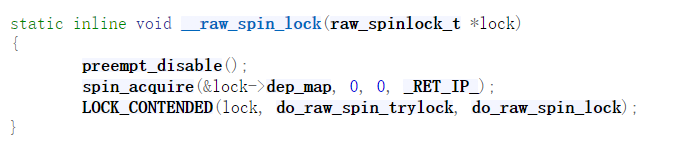 static inline void __raw_spin_lock(raw_spinlock_t *lock)
{
        preempt_disable();
        spin_acquire(&lock->dep_map, 0, 0, _RET_IP_);
        LOCK_CONTENDED(lock, do_raw_spin_trylock, do_raw_spin_lock);
}